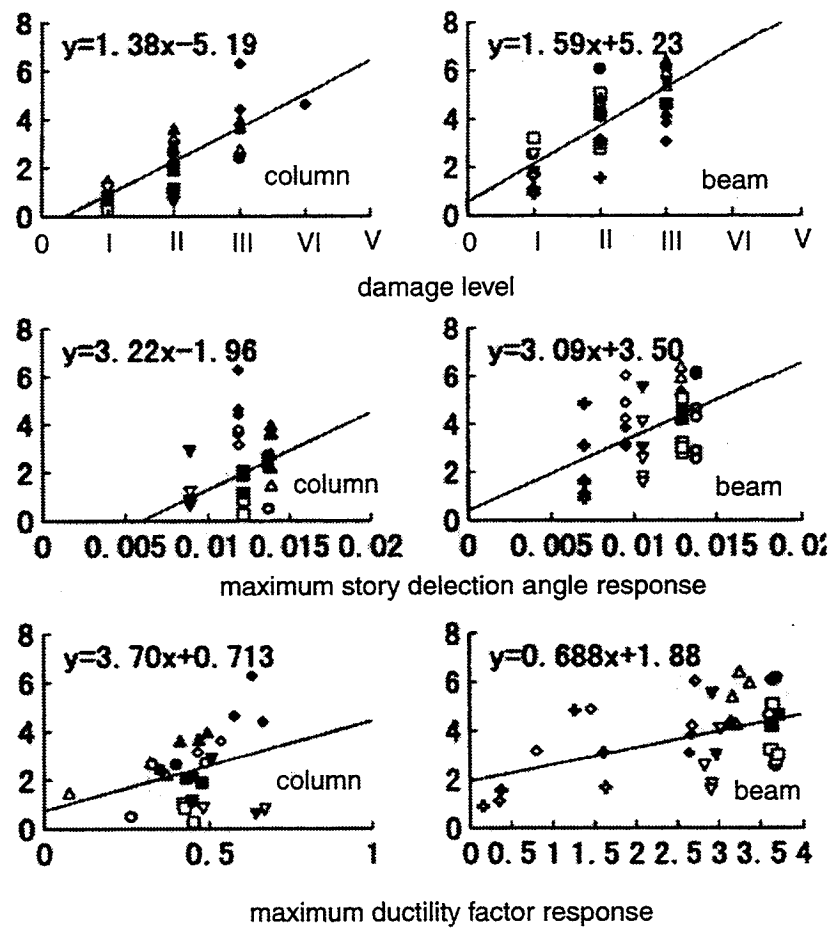 8 8
y=1. 38x−5. 19 y=1. 59x+5. 23
6 6
4 4
2 column 2 beam
0 0
0 I II III VI V 0 I II III VI V
damage level
8 8
y=3. 22x−1. 96 y=3. 09x+3. 50
6 6
4 4
2 column 2 beam
0 0
0 0. 005 0. 01 0. 015 0. 02 0 0. 005 0. 01 0. 015 0. 02
maximum story delection angle response
8 8
y=3. 70x+0. 713 y=0. 688x+1. 88
6 6
4 4
2 column 2 beam
0 0
0 0. 5 1 0 0. 5 1 1. 5 2 2. 5 3 3. 5 4
maximum ductility factor response